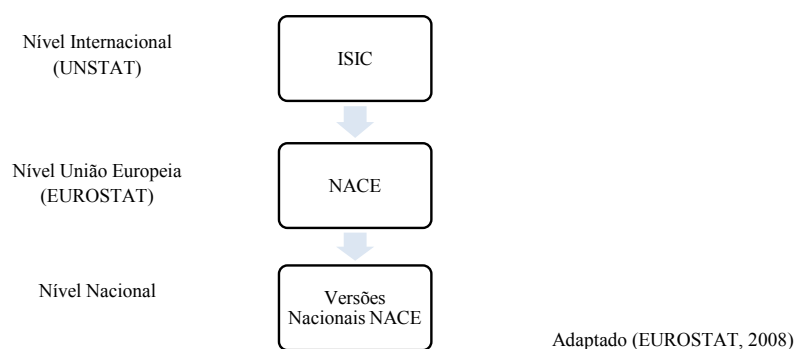 Nível Internacional
(UNSTAT)
ISIC
Nível União Europeia
(EUROSTAT)
NACE
Nível Nacional
Versões
Nacionais NACE
Adaptado (EUROSTAT, 2008)